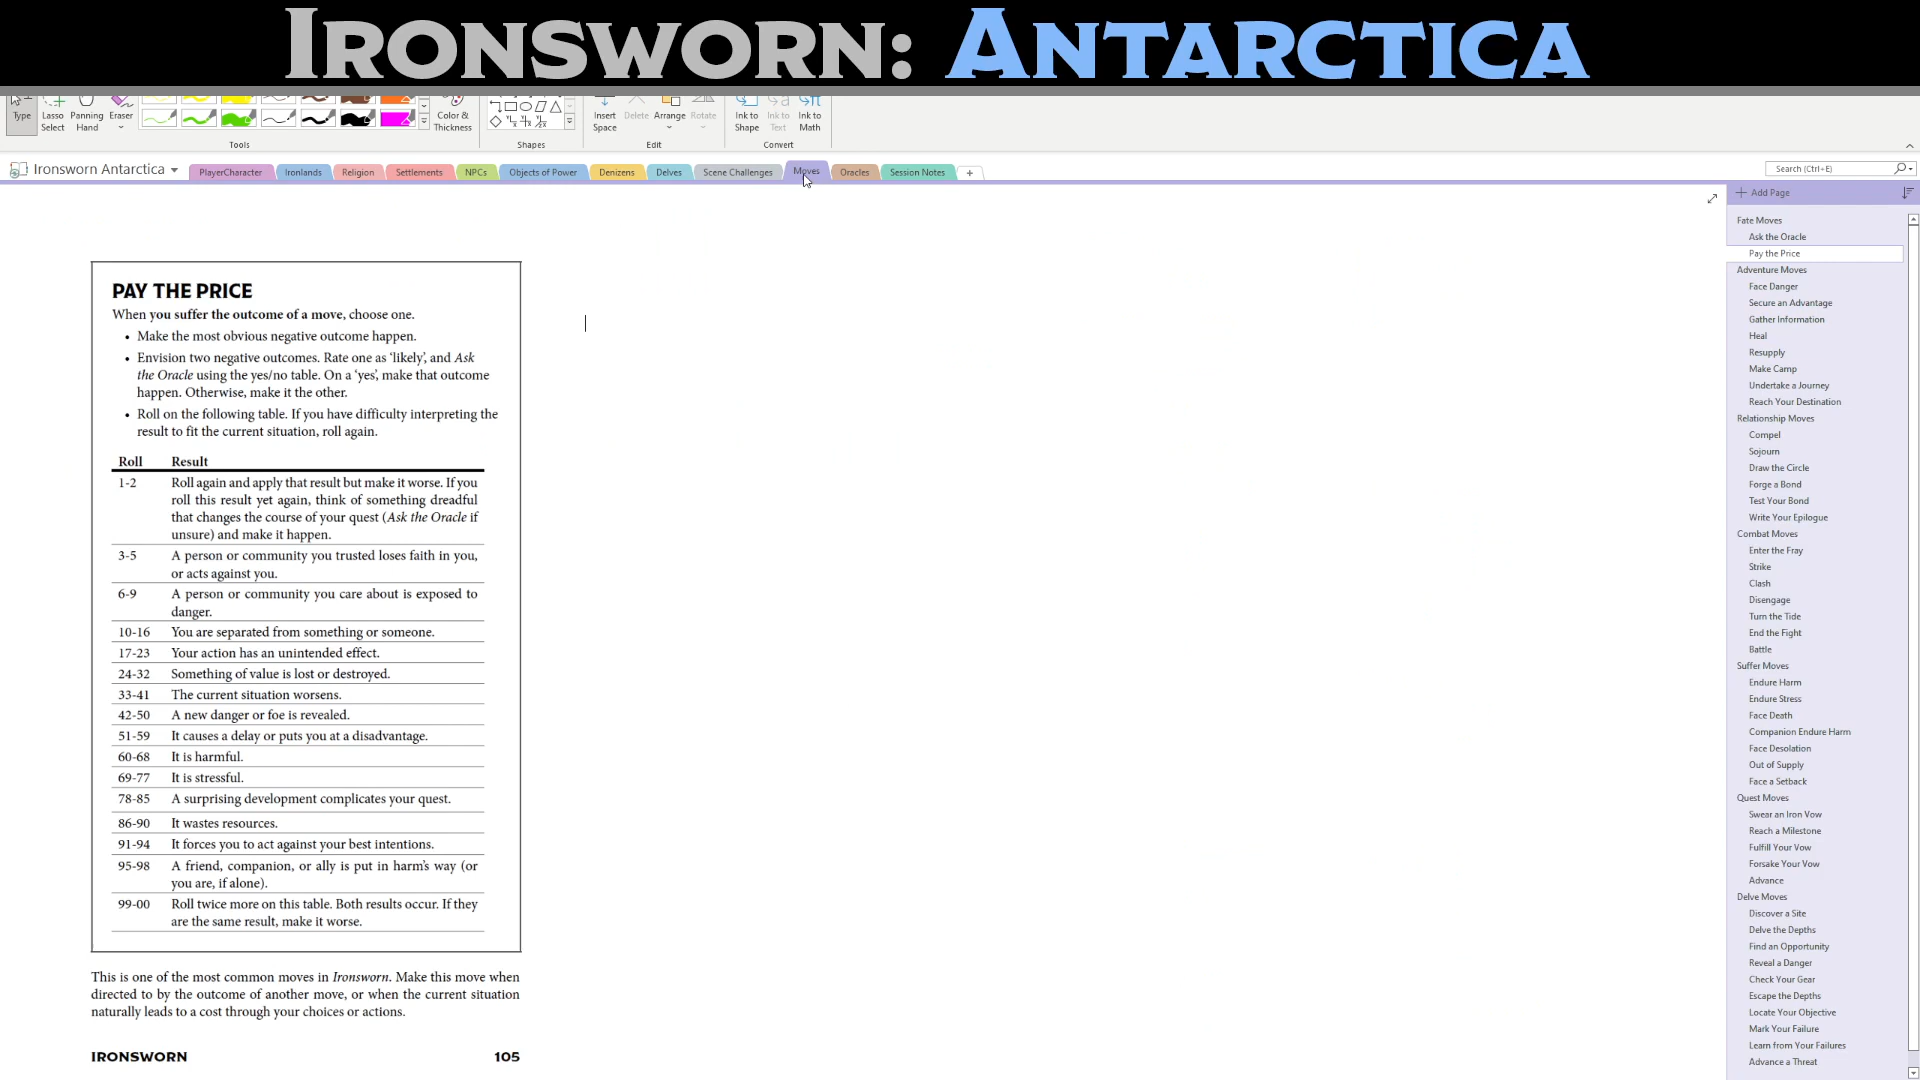 IRONSWORN: ANTARCTICA
Type
Lasso Select
Panning Hand
Eraser
Color & Thickness
Insert Space
Delete
Arrange
Rotate
Ink to Shape
Ink to Text
Ink to Math
Tools
Shapes
Edit
Convert
Ironsworn Antarctica
PlayerCharacter
Ironlands
Religion
Settlements
NPCs
Objects of Power
Denizens
Delves
Scene Challenges
Moves
Oracles
Session Notes
+
Search (Ctrl+E)
PAY THE PRICE
When you suffer the outcome of a move, choose one.
• Make the most obvious negative outcome happen.
• Envision two negative outcomes. Rate one as ‘likely’, and Ask
the Oracle using the yes/no table. On a ‘yes’, make that outcome
happen. Otherwise, make it the other.
• Roll on the following table. If you have difficulty interpreting the
result to fit the current situation, roll again.
Roll Result
1-2 Roll again and apply that result but make it worse. If you
roll this result yet again, think of something dreadful
that changes the course of your quest (Ask the Oracle if
unsure) and make it happen.
3-5 A person or community you trusted loses faith in you,
or acts against you.
6-9 A person or community you care about is exposed to
danger.
10-16 You are separated from something or someone.
17-23 Your action has an unintended effect.
24-32 Something of value is lost or destroyed.
33-41 The current situation worsens.
42-50 A new danger or foe is revealed.
51-59 It causes a delay or puts you at a disadvantage.
60-68 It is harmful.
69-77 It is stressful.
78-85 A surprising development complicates your quest.
86-90 It wastes resources.
91-94 It forces you to act against your best intentions.
95-98 A friend, companion, or ally is put in harm’s way (or
you are, if alone).
99-00 Roll twice more on this table. Both results occur. If they
are the same result, make it worse.
This is one of the most common moves in Ironsworn. Make this move when
directed to by the outcome of another move, or when the current situation
naturally leads to a cost through your choices or actions.
IRONSWORN 105
Add Page
Fate Moves
Ask the Oracle
Pay the Price
Adventure Moves
Face Danger
Secure an Advantage
Gather Information
Heal
Resupply
Make Camp
Undertake a Journey
Reach Your Destination
Relationship Moves
Compel
Sojourn
Draw the Circle
Forge a Bond
Test Your Bond
Write Your Epilogue
Combat Moves
Enter the Fray
Strike
Clash
Disengage
Turn the Tide
End the Fight
Battle
Suffer Moves
Endure Harm
Endure Stress
Face Death
Companion Endure Harm
Face Desolation
Out of Supply
Face a Setback
Quest Moves
Swear an Iron Vow
Reach a Milestone
Fulfill Your Vow
Forsake Your Vow
Advance
Delve Moves
Discover a Site
Delve the Depths
Find an Opportunity
Reveal a Danger
Check Your Gear
Escape the Depths
Locate Your Objective
Mark Your Failure
Learn from Your Failures
Advance a Threat